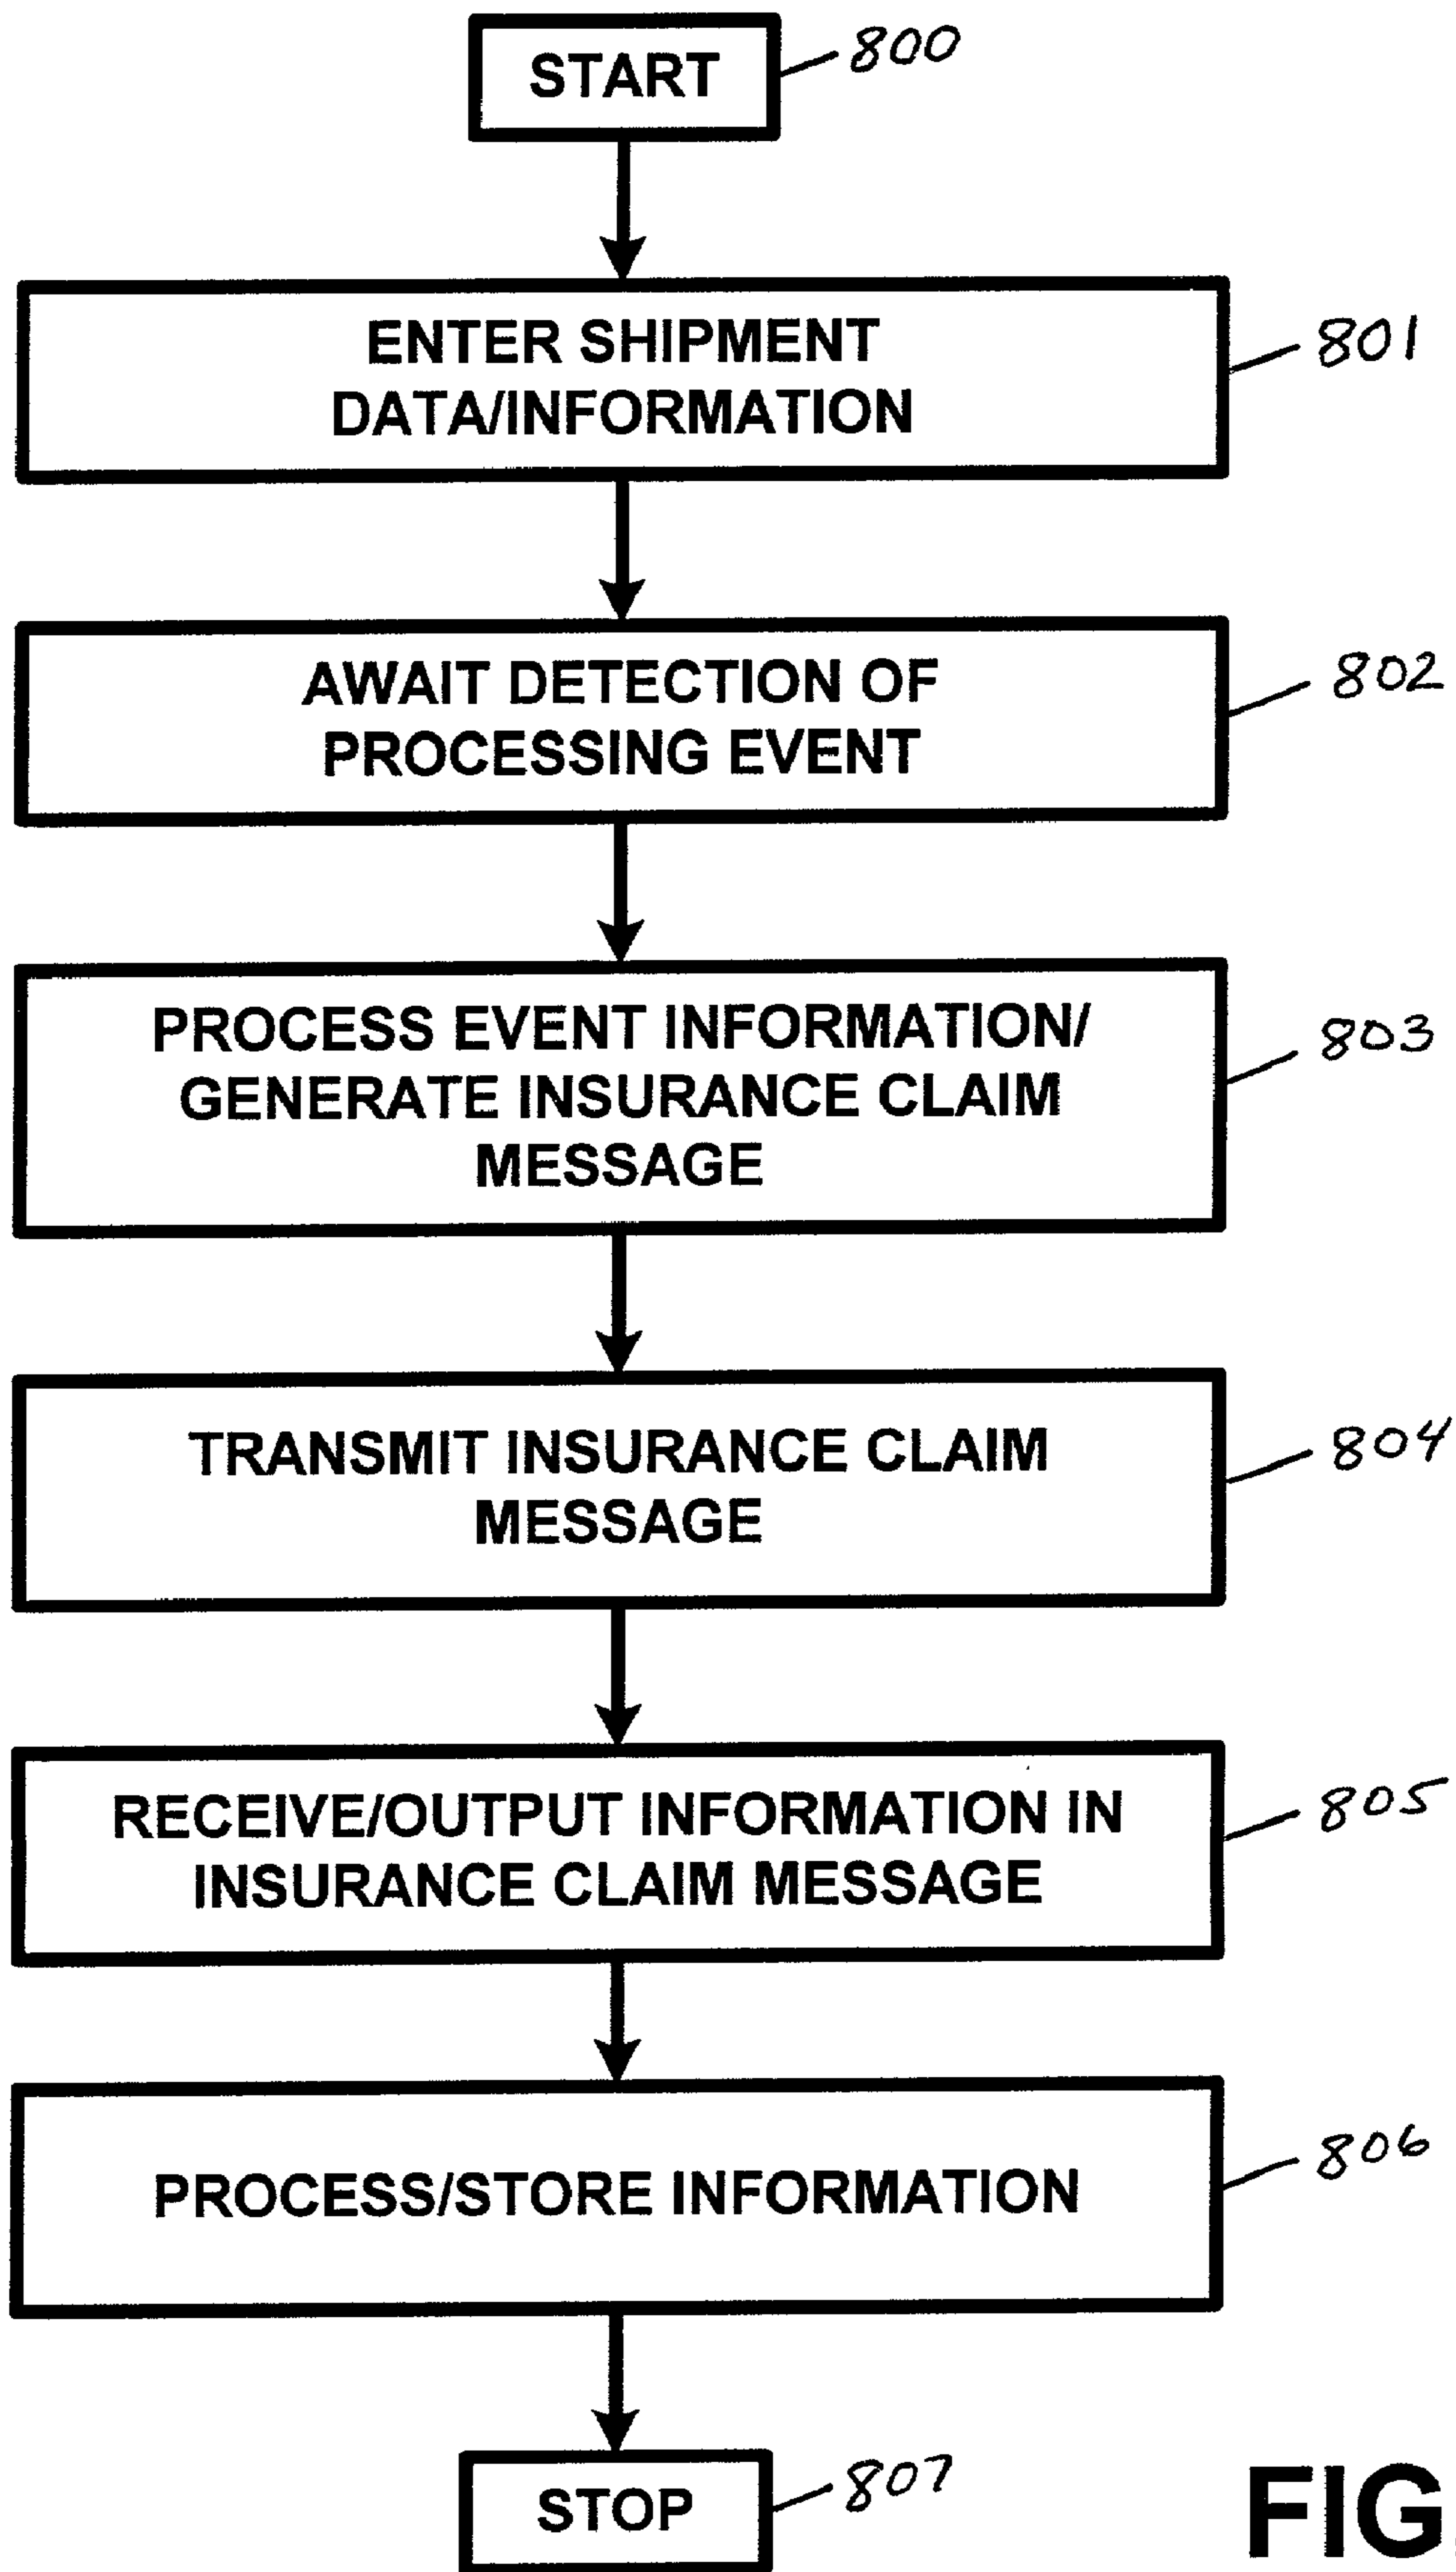 START
800
ENTER SHIPMENT
DATA/INFORMATION
801
AWAIT DETECTION OF
PROCESSING EVENT
802
PROCESS EVENT INFORMATION/
GENERATE INSURANCE CLAIM
MESSAGE
803
TRANSMIT INSURANCE CLAIM
MESSAGE
804
RECEIVE/OUTPUT INFORMATION IN
INSURANCE CLAIM MESSAGE
805
PROCESS/STORE INFORMATION
806
STOP
807
FIG.